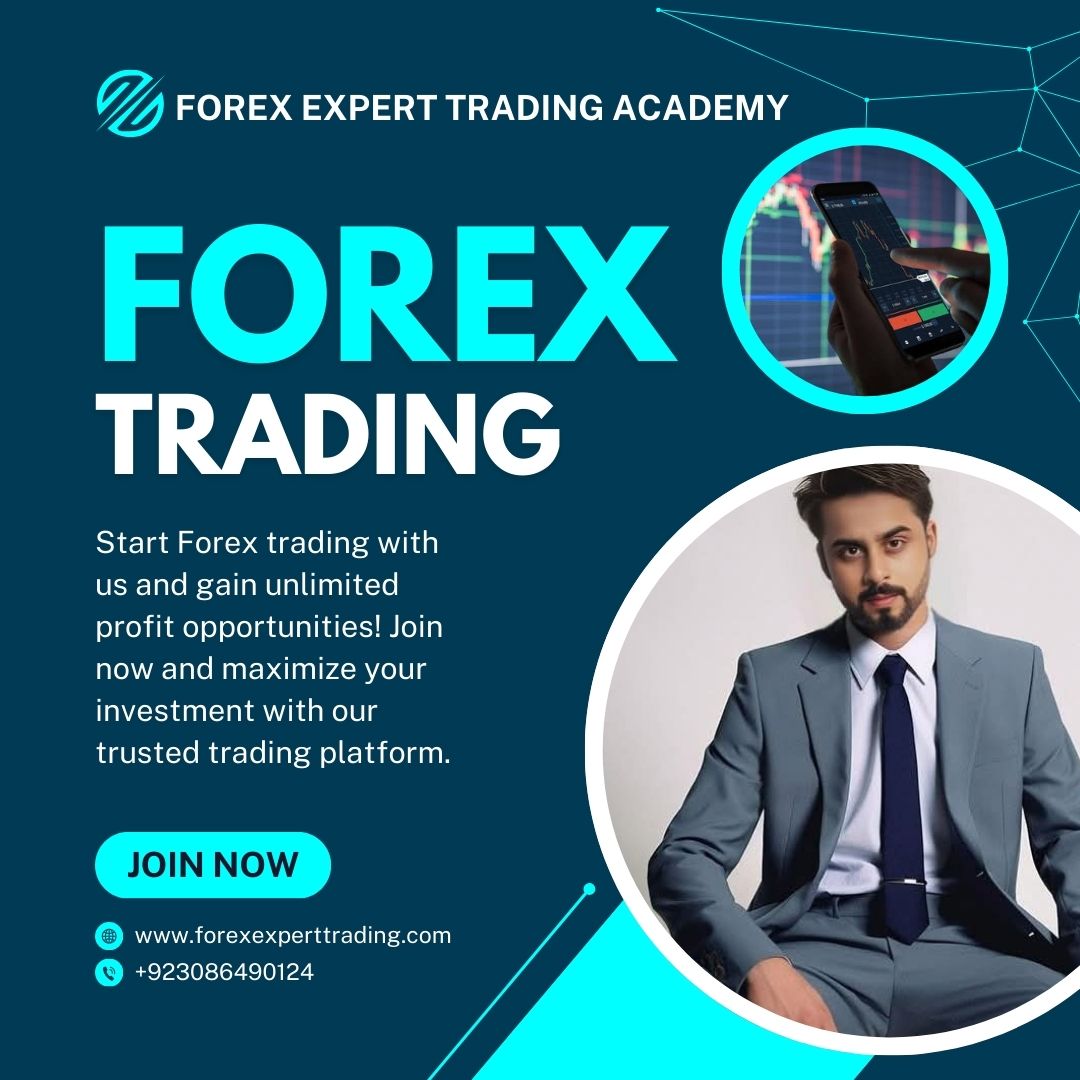 FOREX EXPERT TRADING ACADEMY
FOREX
TRADING
Start Forex trading with
us and gain unlimited
profit opportunities! Join
now and maximize your
investment with our
trusted trading platform.
JOIN NOW
www.forexexperttrading.com
+923086490124